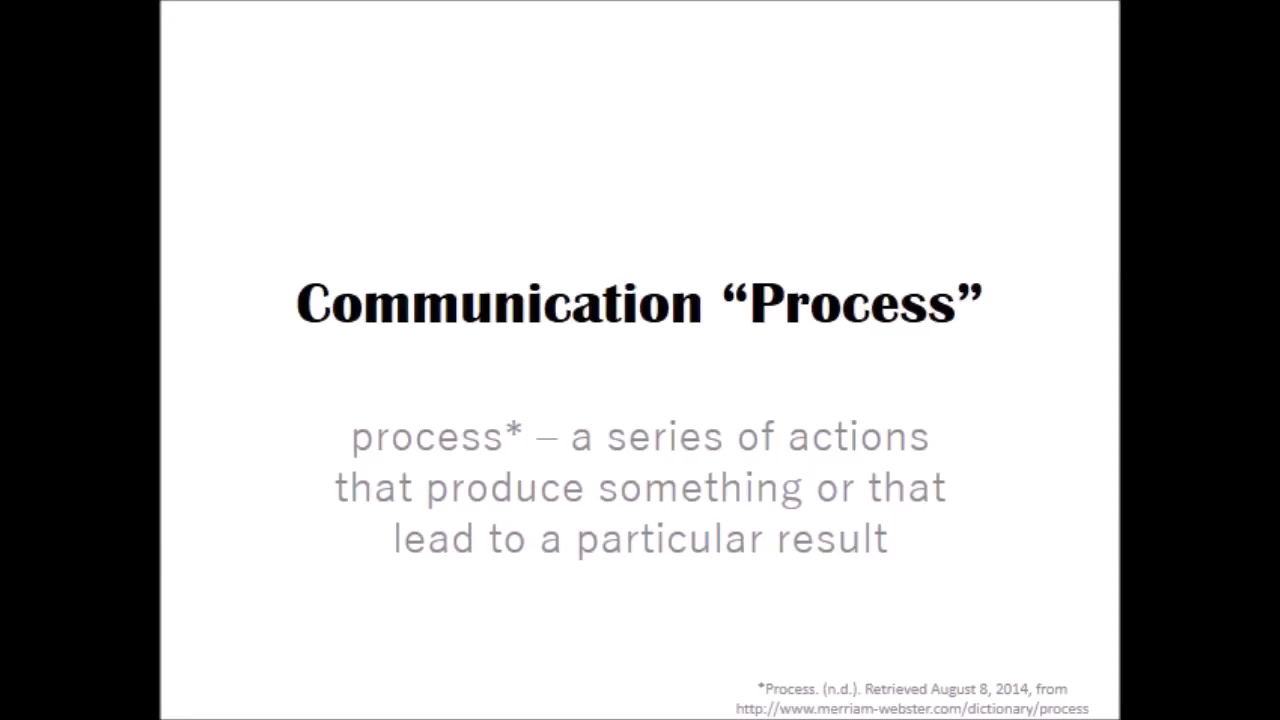 Communication “Process”
process* – a series of actions
that produce something or that
lead to a particular result
*Process. (n.d.). Retrieved August 8, 2014, from
http://www.merriam-webster.com/dictionary/process